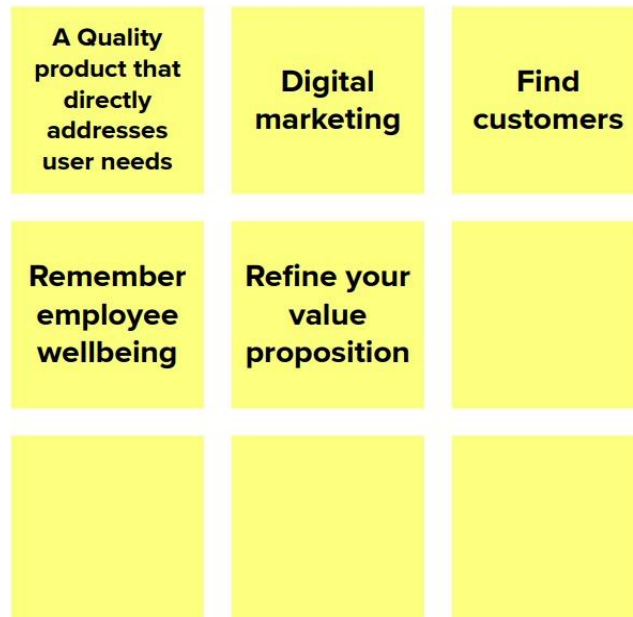 A Quality
product that
directly
addresses
user needs
Digital
marketing
Find
customers
Remember
employee
wellbeing
Refine your
value
proposition